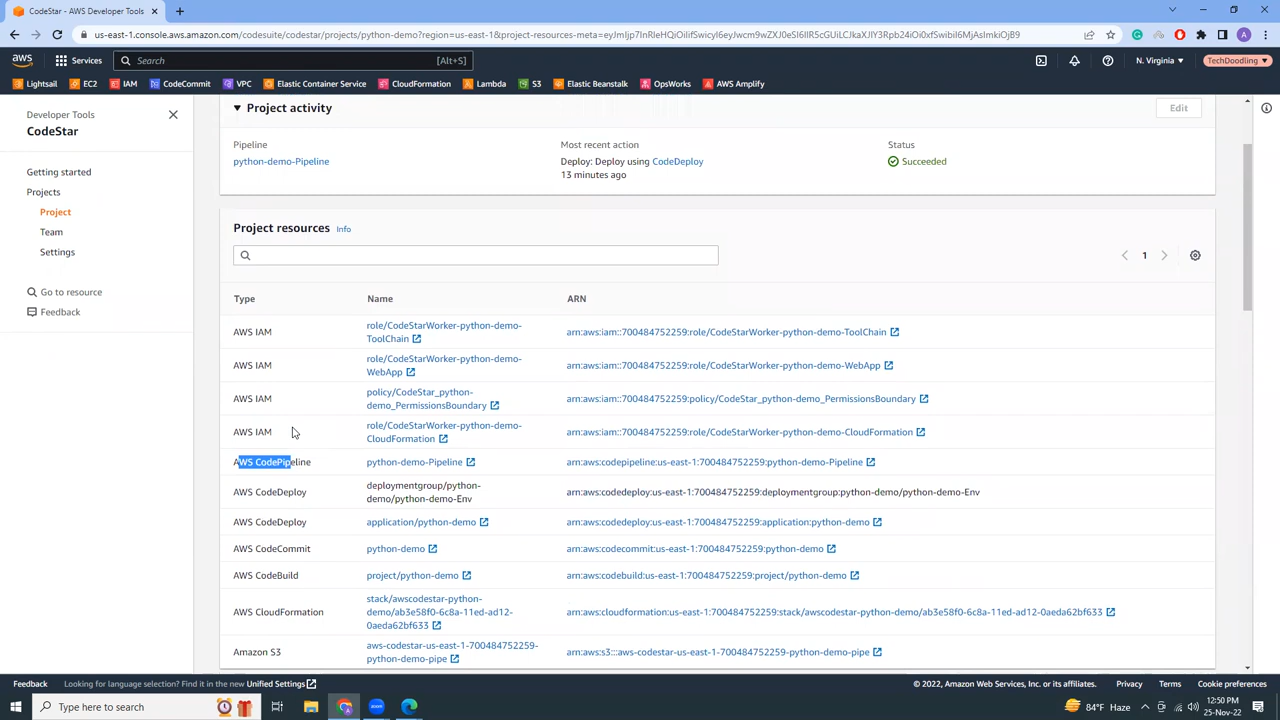 CodeStar - AWS Developer Tools
us-east-1.console.aws.amazon.com/codesuite/codestar/projects/python-demo?region=us-east-1&project-resources-meta=
aws Services Search [Alt+S] N. Virginia TechDoodling
Lightsail EC2 IAM CodeCommit VPC Elastic Container Service CloudFormation Lambda S3 Elastic Beanstalk OpsWorks AWS Amplify
Developer Tools
CodeStar
Getting started
Projects
Project
Team
Settings
Go to resource
Feedback
Project activity Edit
Pipeline Most recent action Status
python-demo-Pipeline Deploy: Deploy using CodeDeploy Succeeded
13 minutes ago
Project resources Info
1
Type Name ARN
AWS IAM role/CodeStarWorker-python-demo- arn:aws:iam::700484752259:role/CodeStarWorker-python-demo-ToolChain
ToolChain
AWS IAM role/CodeStarWorker-python-demo- arn:aws:iam::700484752259:role/CodeStarWorker-python-demo-WebApp
WebApp
AWS IAM policy/CodeStar_python- arn:aws:iam::700484752259:policy/CodeStar_python-demo_PermissionsBoundary
demo_PermissionsBoundary
AWS IAM role/CodeStarWorker-python-demo- arn:aws:iam::700484752259:role/CodeStarWorker-python-demo-CloudFormation
CloudFormation
AWS CodePipeline python-demo-Pipeline arn:aws:codepipeline:us-east-1:700484752259:python-demo-Pipeline
AWS CodeDeploy deploymentgroup/python- arn:aws:codedeploy:us-east-1:700484752259:deploymentgroup:python-demo/python-demo-Env
demo/python-demo-Env
AWS CodeDeploy application/python-demo arn:aws:codedeploy:us-east-1:700484752259:application:python-demo
AWS CodeCommit python-demo arn:aws:codecommit:us-east-1:700484752259:python-demo
AWS CodeBuild project/python-demo arn:aws:codebuild:us-east-1:700484752259:project/python-demo
AWS CloudFormation stack/awscodestar-python- arn:aws:cloudformation:us-east-1:700484752259:stack/awscodestar-python-demo/ab3e58f0-6c8a-11ed-ad12-0aeda62bf633
demo/ab3e58f0-6c8a-11ed-ad12-
0aeda62bf633
Amazon S3 aws-codestar-us-east-1-700484752259- arn:aws:s3:::aws-codestar-us-east-1-700484752259-python-demo-pipe
python-demo-pipe
Feedback Looking for language selection? Find it in the new Unified Settings © 2022, Amazon Web Services, Inc. or its affiliates. Privacy Terms Cookie preferences
Type here to search 84°F Haze 12:50 PM
25-Nov-22